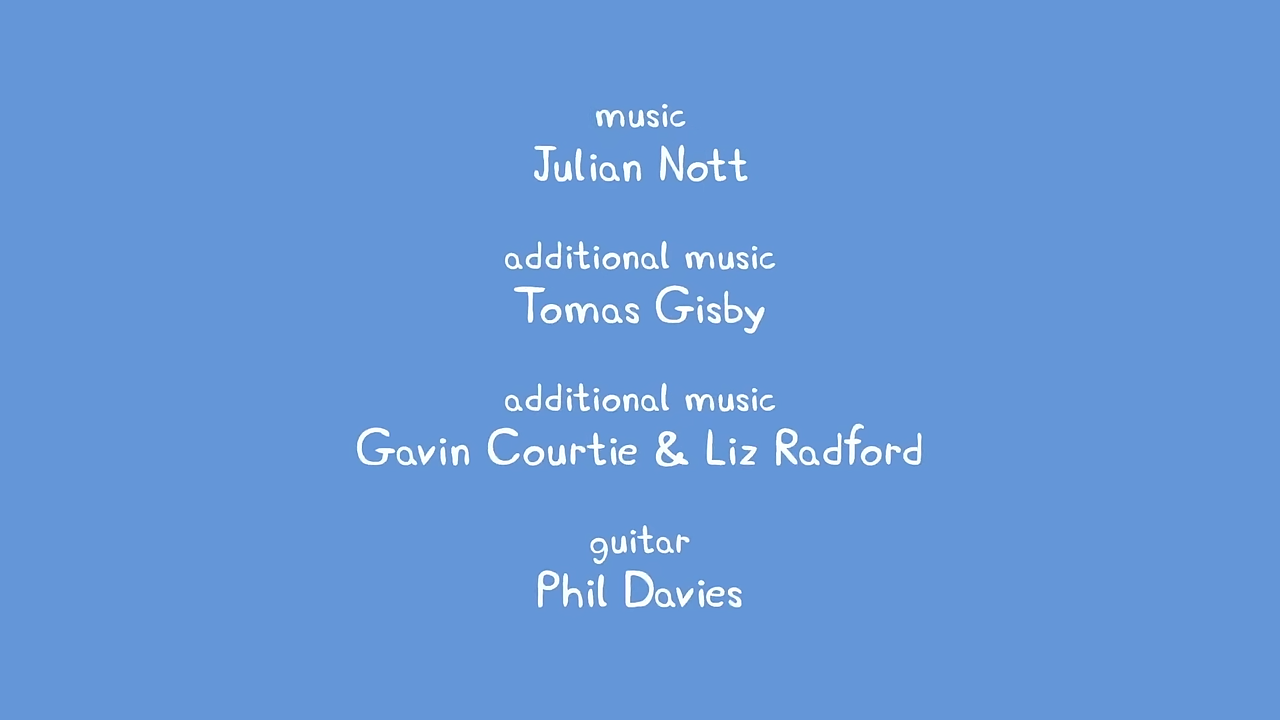 music
Julian Nott
additional music
Tomas Gisby
additional music
Gavin Courtie & Liz Radford
guitar
Phil Davies